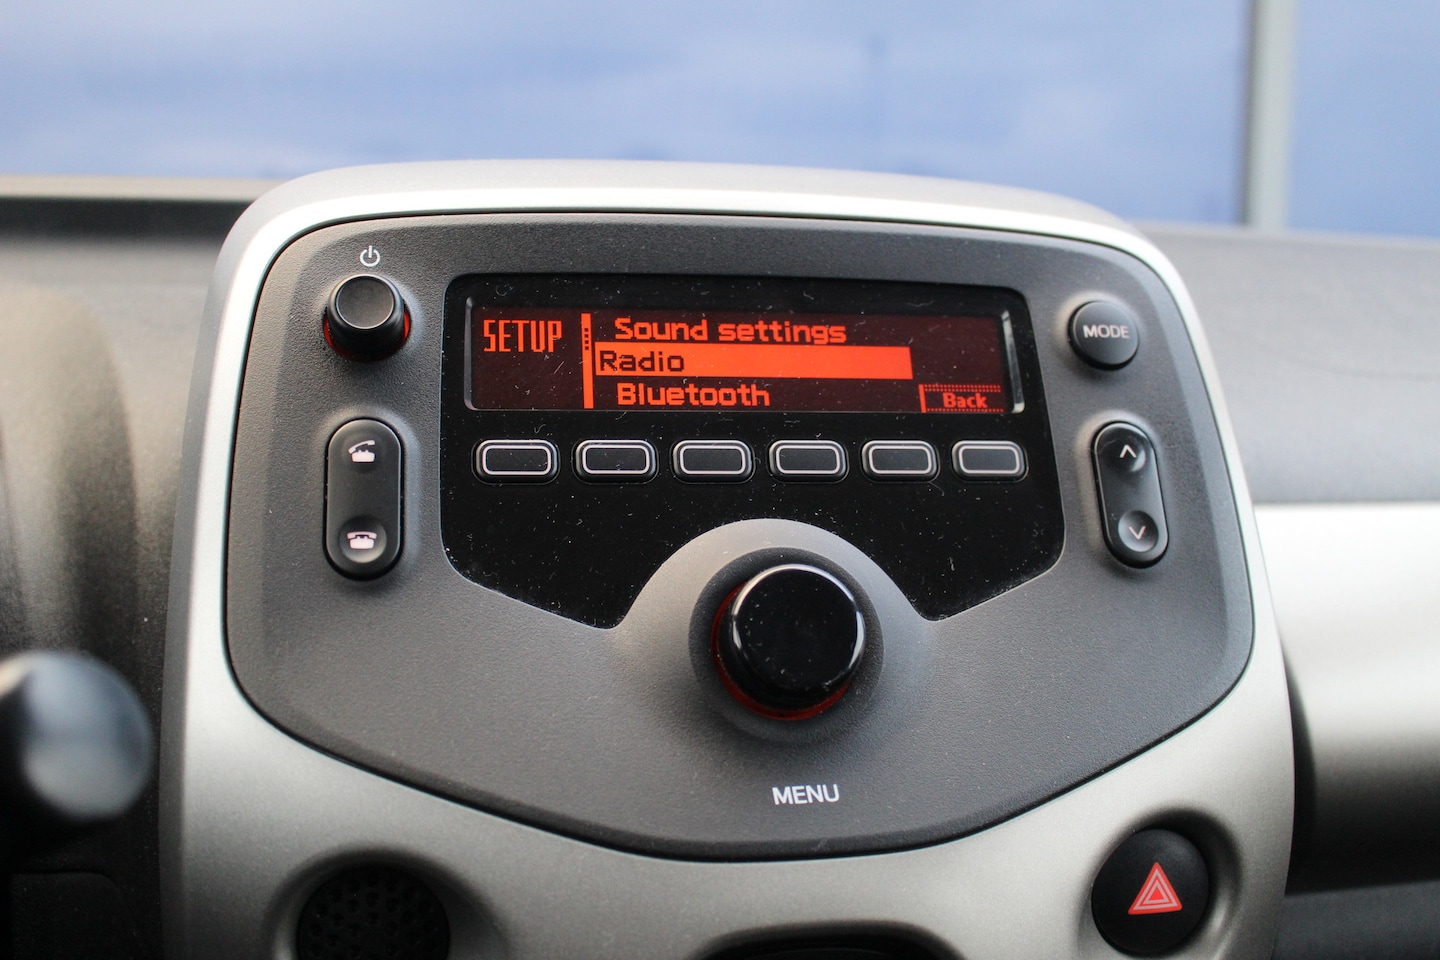 SETUP
Sound settings
Radio
Bluetooth
Back
MODE
MENU